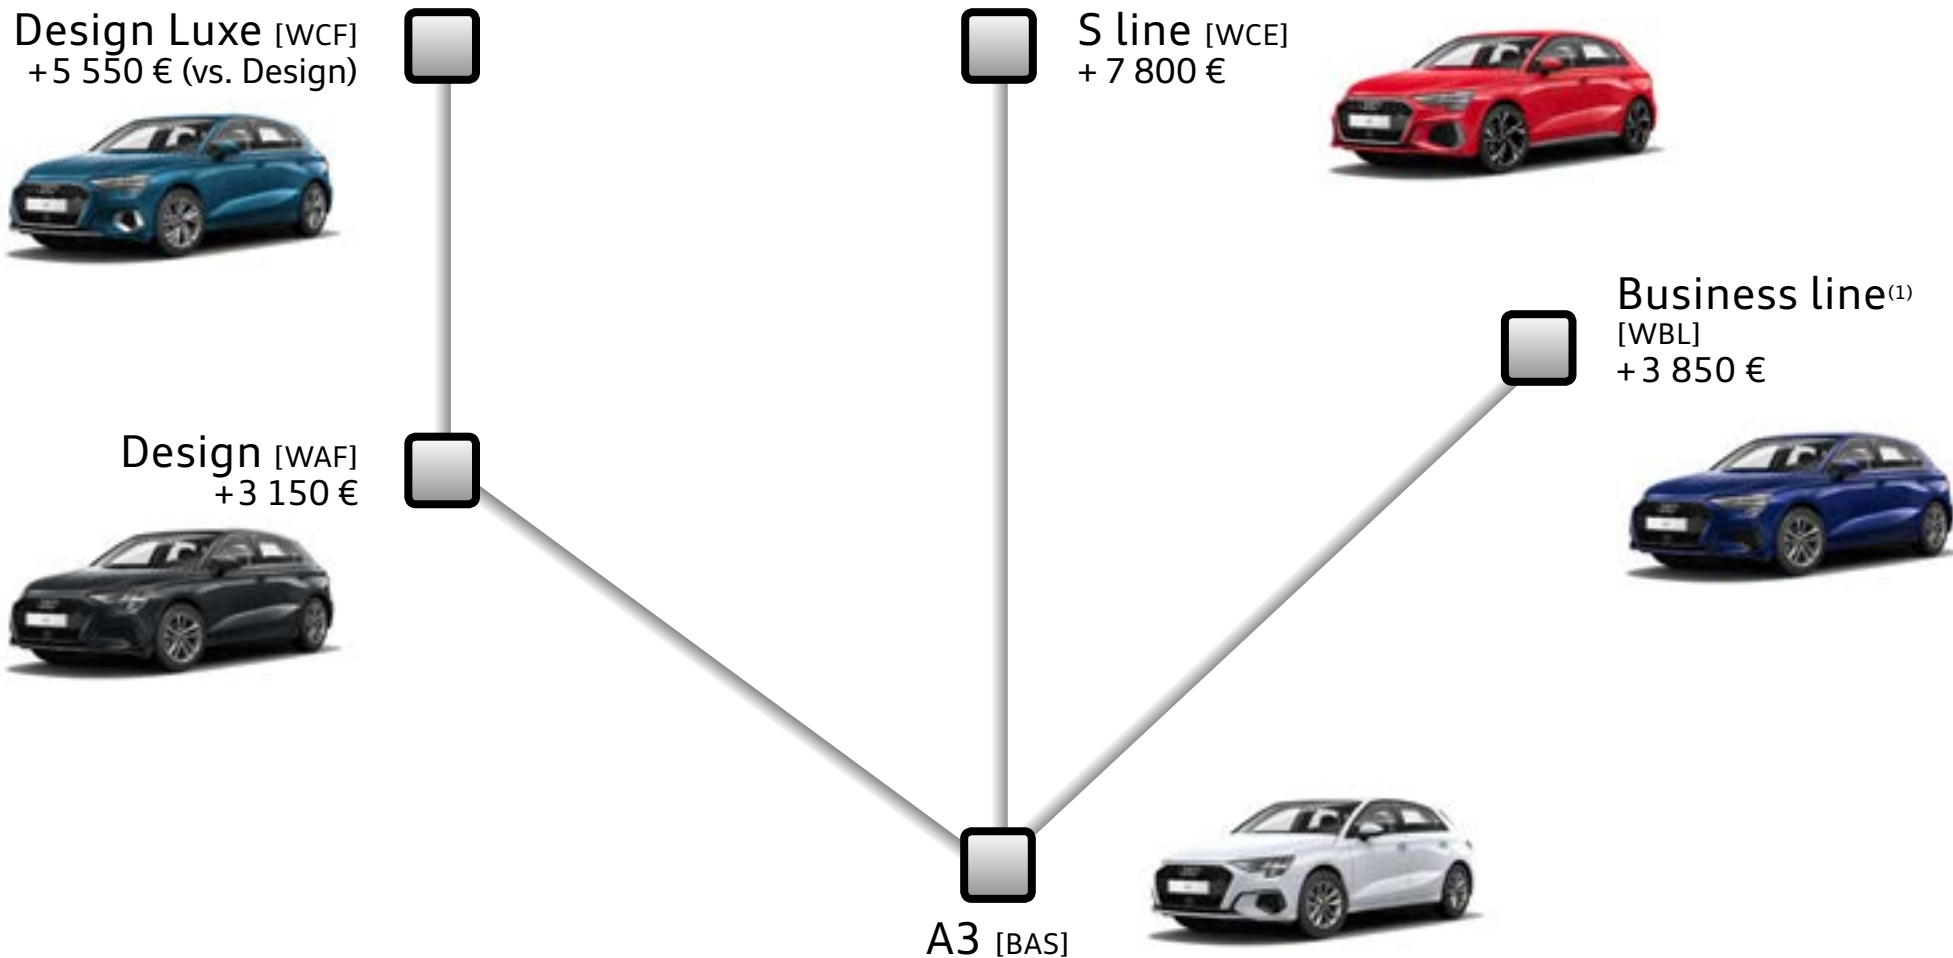 Design Luxe [WCF]
+5 550 € (vs. Design)
S line [WCE]
+ 7 800 €
Business line(1)
[WBL]
+3 850 €
Design [WAF]
+3 150 €
A3 [BAS]